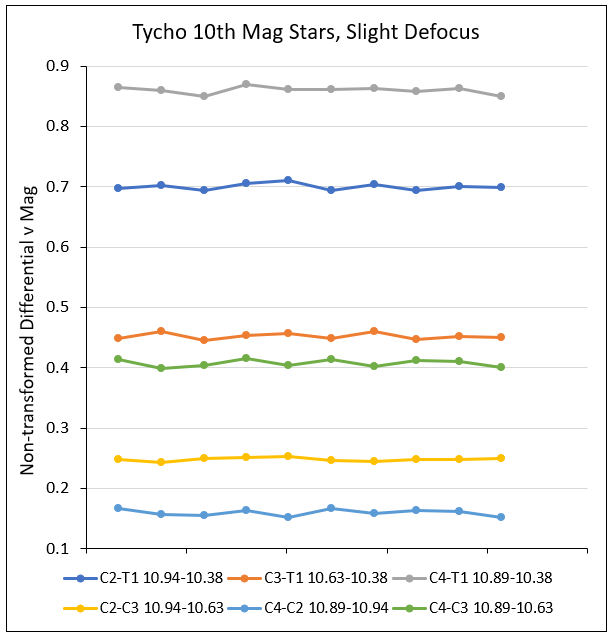 Tycho 10th Mag Stars, Slight Defocus
0.9
0.8
0.7
0.6
0.5
0.4
0.3
0.2
0.1
Non-transformed Differential v Mag
C2-T1 10.94-10.38 C3-T1 10.63-10.38 C4-T1 10.89-10.38
C2-C3 10.94-10.63 C4-C2 10.89-10.94 C4-C3 10.89-10.63